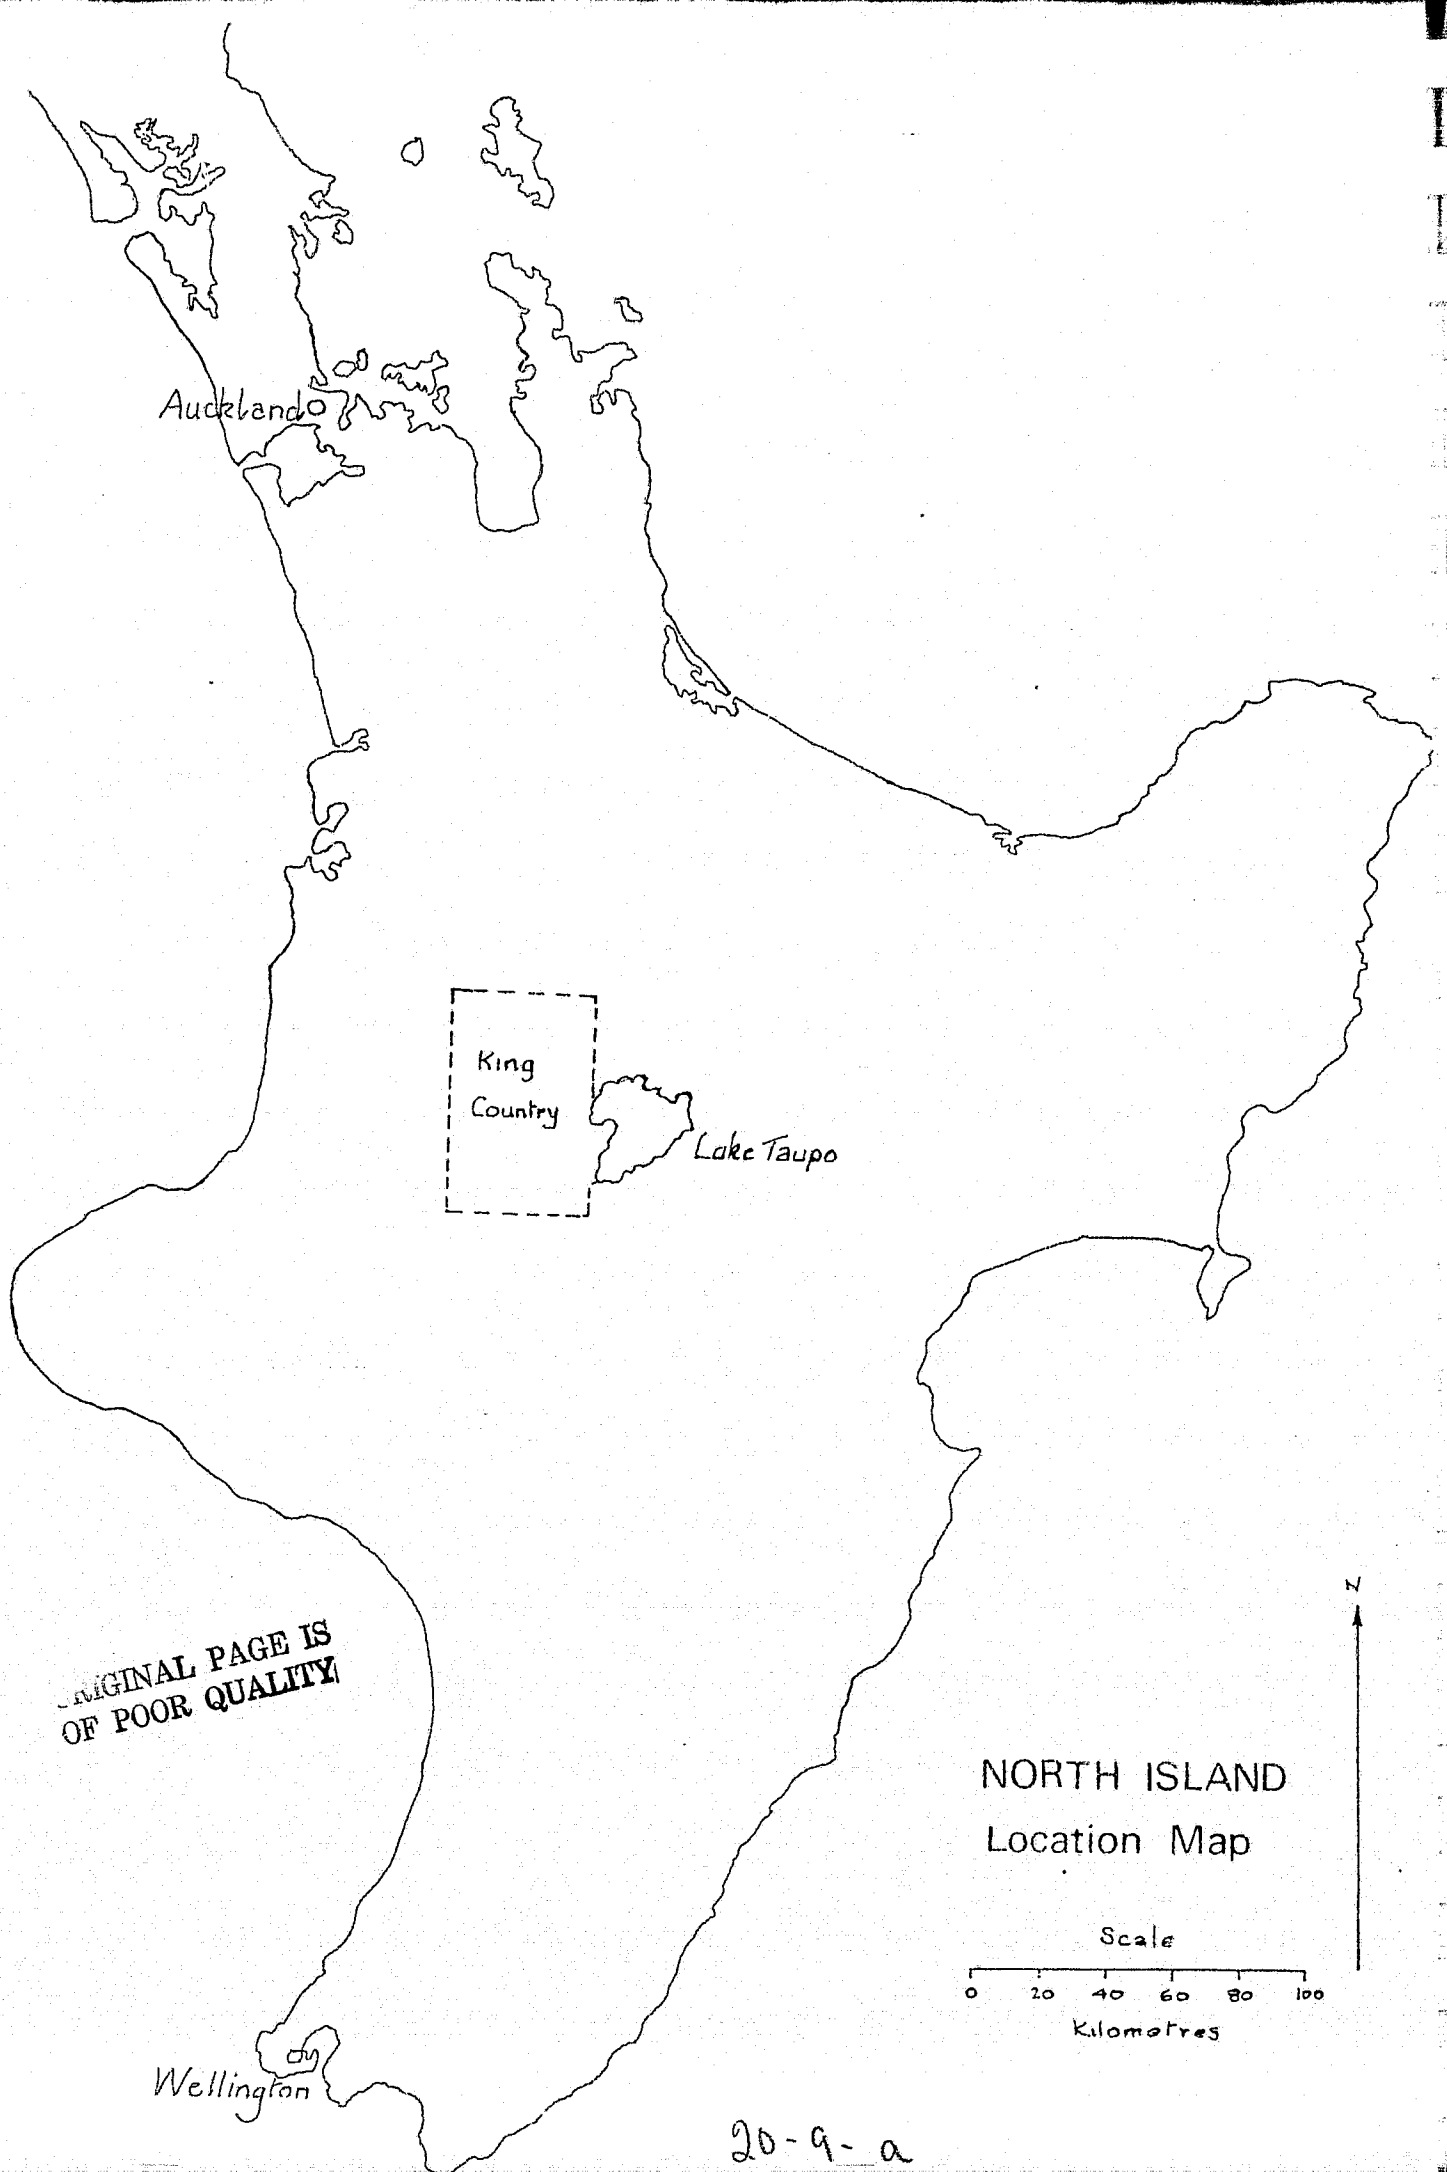 Auckland
King
Country
Lake Taupo
RIGINAL PAGE IS
OF POOR QUALITY
N
NORTH ISLAND
Location Map
Scale
0 20 40 60 80 100
Kilometres
Wellington
20-9-a